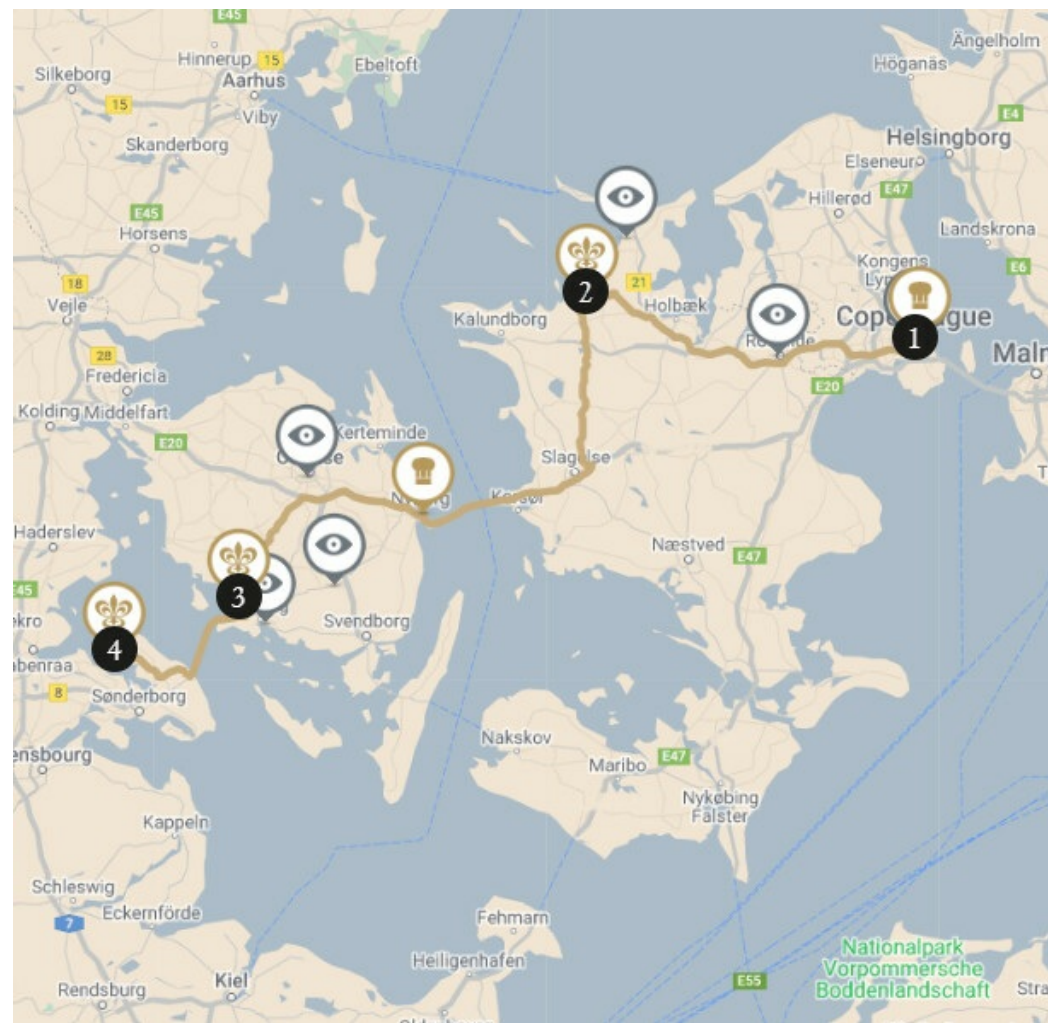 E45
Hinnerup
15
Ängelholm
Silkeborg
Aarhus
Ebeltoft
Höganäs
15
Viby
E4
Skanderborg
Helsingborg
Elseneur
E47
E45
Hillerød
Landskrona
Horsens
Kongens
E6
18
21
Vejle
Holbæk
2
Kalundborg
1
28
Fredericia
E20
Kolding
Middelfart
Kerteminde
E20
Slagelse
Haderslev
Næstved
E47
E45
3
4
Svendborg
8
Sønderborg
Nakskov
Maribo
E47
Nykøbing
Falster
Kappeln
Schleswig
7
Eckernförde
Fehmarn
Nationalpark
Vorpommersche
Boddenlandschaft
Heiligenhafen
Kiel
E55
Rendsburg